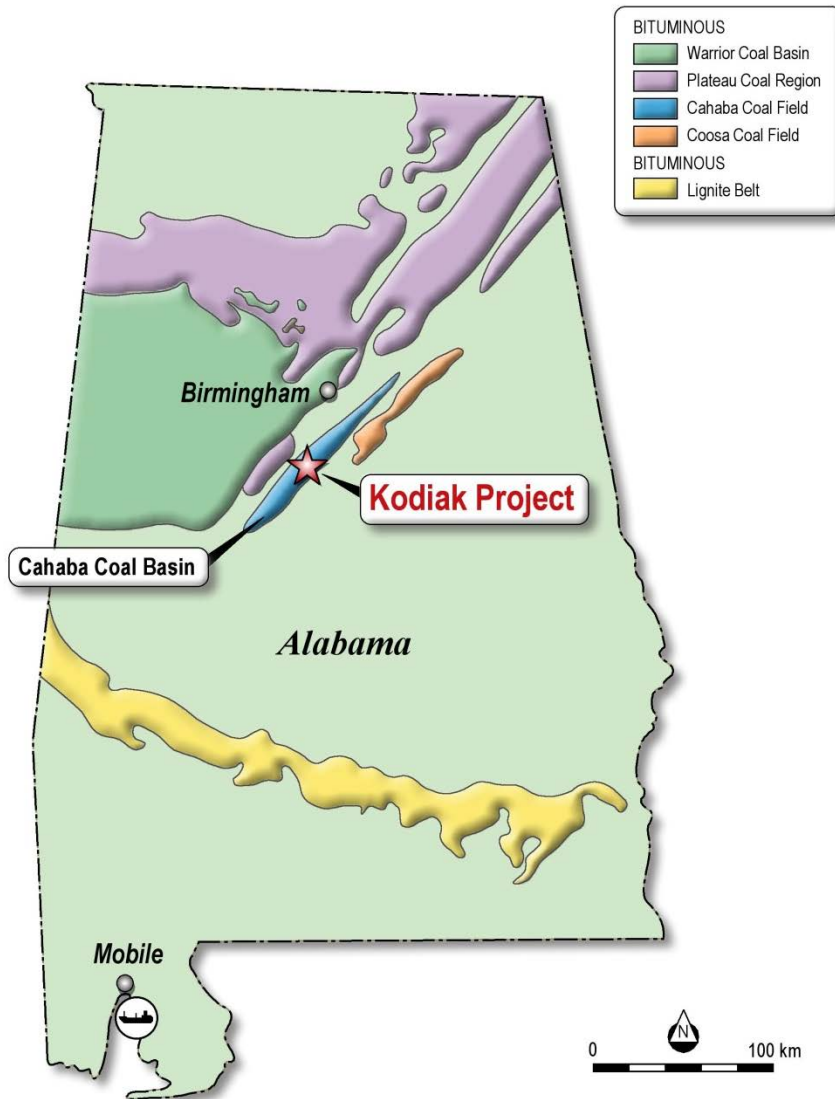 BITUMINOUS
Warrior Coal Basin
Plateau Coal Region
Cahaba Coal Field
Coosa Coal Field
BITUMINOUS
Lignite Belt
Birmingham
Kodiak Project
Cahaba Coal Basin
Alabama
Mobile
N
0 100 km